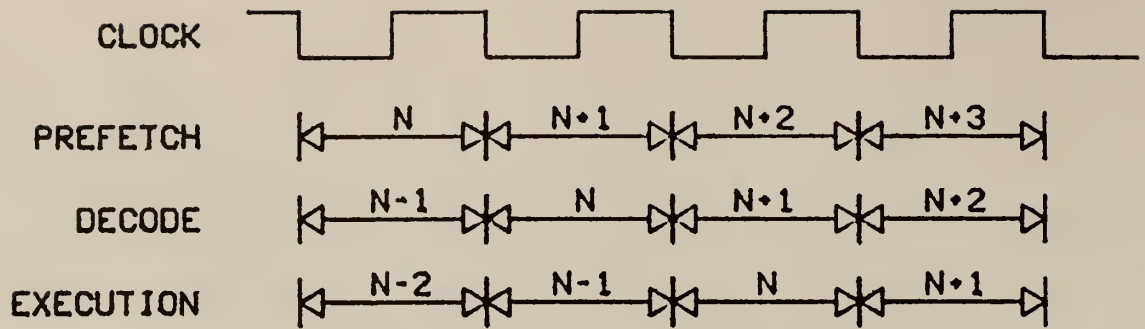 CLOCK
PREFETCH N N+1 N+2 N+3
DECODE N-1 N N+1 N+2
EXECUTION N-2 N-1 N N+1